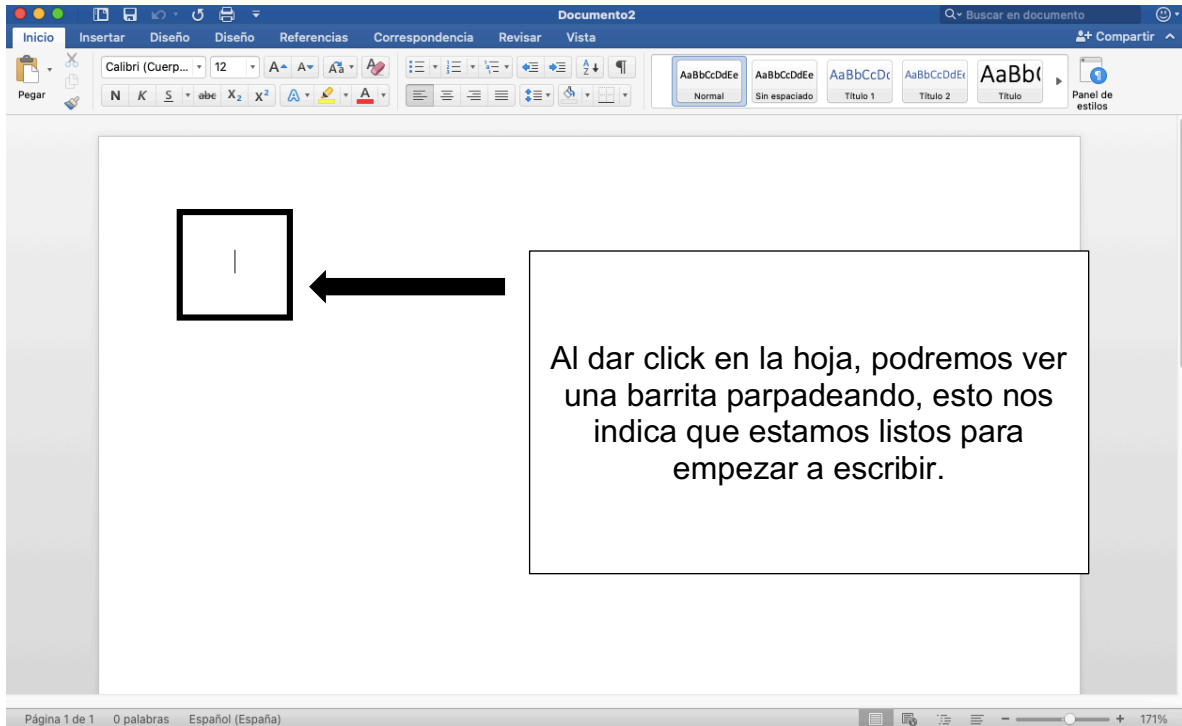 Documento2
Buscar en documento
Inicio Insertar Diseño Diseño Referencias Correspondencia Revisar Vista Compartir
Calibri (Cuerp... 12
Pegar
N K S abc X₂ X² A A
AaBbCcDdEe AaBbCcDdEe AaBbCcDc AaBbCcDdEe AaBb(
Normal Sin espaciado Título 1 Título 2 Título
Panel de
estilos
Al dar click en la hoja, podremos ver
una barrita parpadeando, esto nos
indica que estamos listos para
empezar a escribir.
Página 1 de 1 0 palabras Español (España) 171%